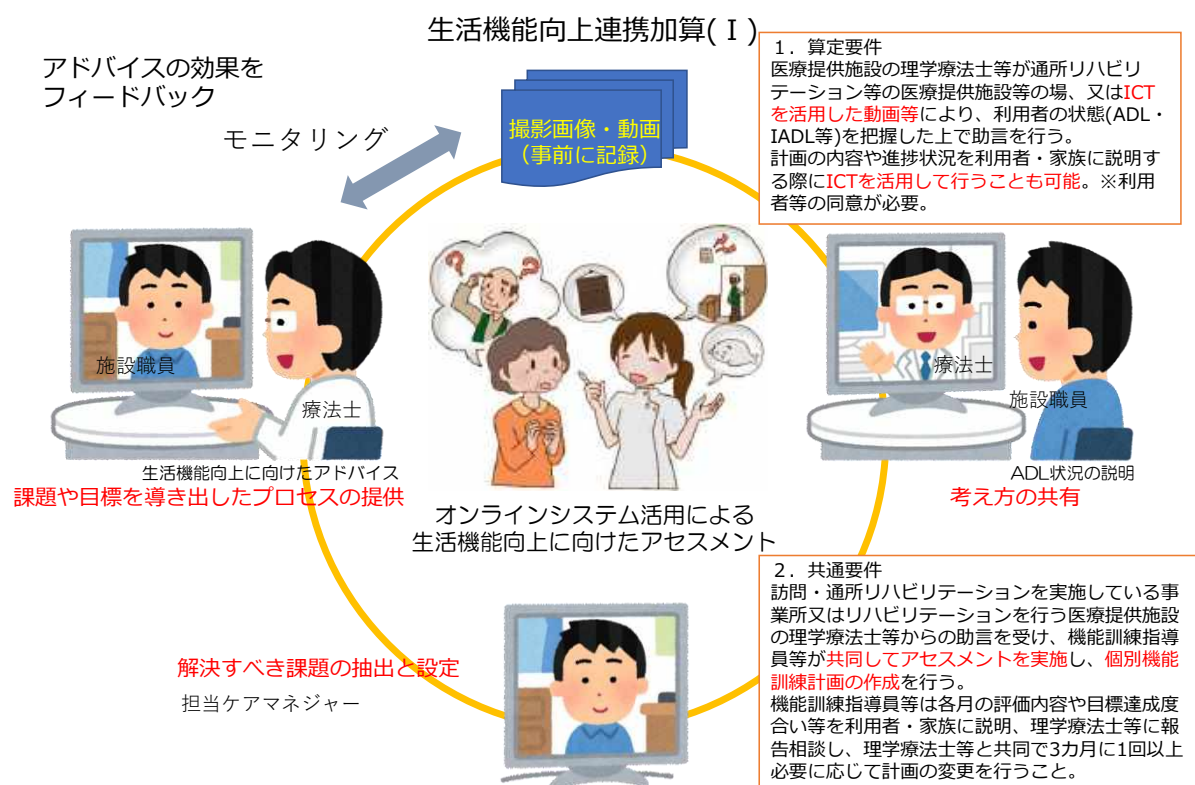 生活機能向上連携加算(Ⅰ)
アドバイスの効果を
フィードバック
モニタリング
撮影画像・動画
（事前に記録）
１．算定要件
医療提供施設の理学療法士等が通所リハビリ
テーション等の医療提供施設等の場、又はICT
を活用した動画等により、利用者の状態(ADL・
IADL等)を把握した上で助言を行う。
計画の内容や進捗状況を利用者・家族に説明す
る際にICTを活用して行うことも可能。※利用
者等の同意が必要。
施設職員
療法士
生活機能向上に向けたアドバイス
課題や目標を導き出したプロセスの提供
療法士
施設職員
ADL状況の説明
考え方の共有
オンラインシステム活用による
生活機能向上に向けたアセスメント
解決すべき課題の抽出と設定
担当ケアマネジャー
２．共通要件
訪問・通所リハビリテーションを実施している事
業所又はリハビリテーションを行う医療提供施設
の理学療法士等からの助言を受け、機能訓練指導
員等が共同してアセスメントを実施し、個別機能
訓練計画の作成を行う。
機能訓練指導員等は各月の評価内容や目標達成度
合い等を利用者・家族に説明、理学療法士等に報
告相談し、理学療法士等と共同で3カ月に1回以上
必要に応じて計画の変更を行うこと。